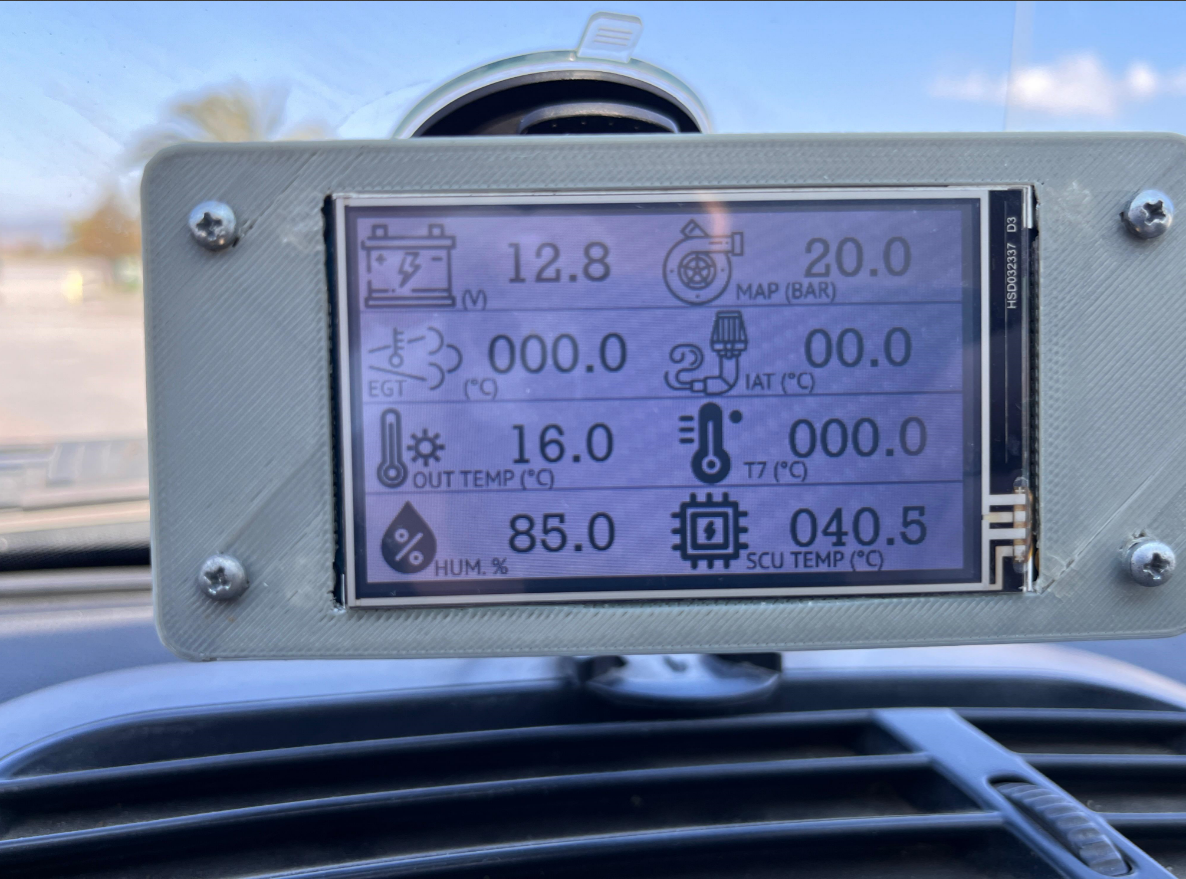 12.8 (V)
20.0 MAP (BAR)
000.0 EGT (°C)
00.0 IAT (°C)
16.0 OUT TEMP (°C)
000.0 T7 (°C)
% 85.0 HUM. %
040.5 SCU TEMP (°C)
HSD032337 D3